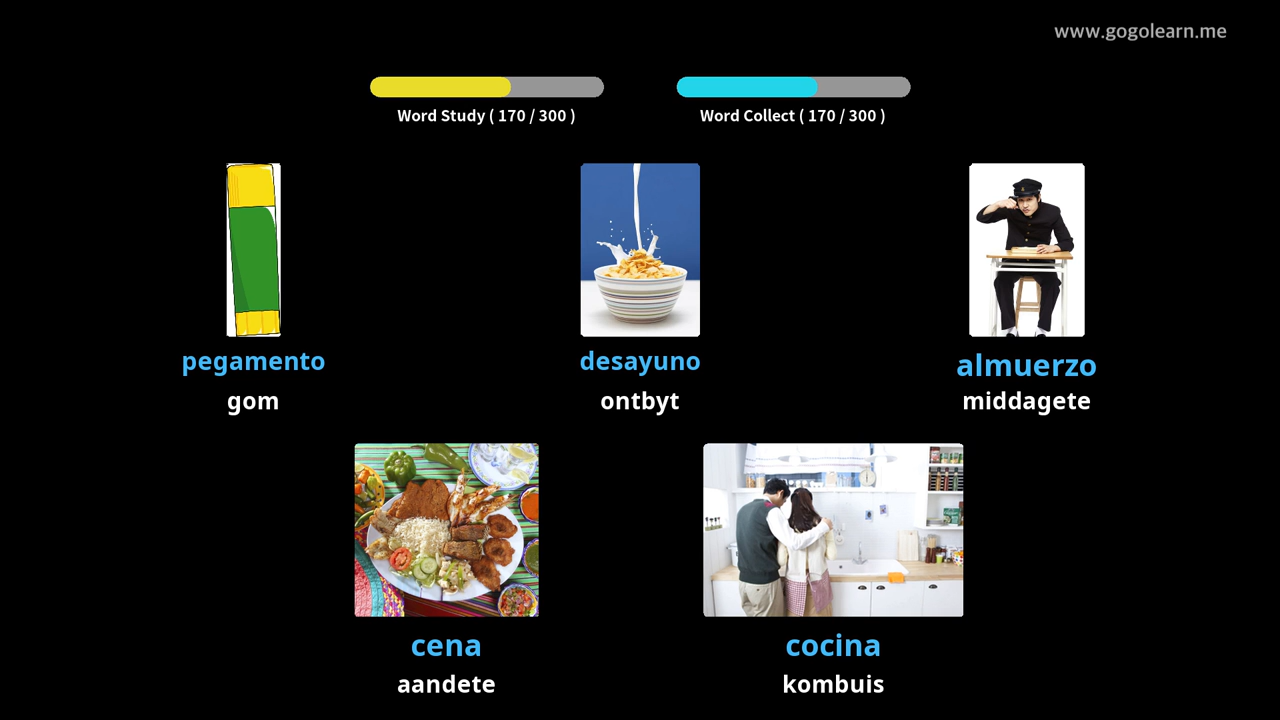 www.gogolearn.me
Word Study ( 170 / 300 )
Word Collect ( 170 / 300 )
pegamento
gom
desayuno
ontbyt
almuerzo
middagete
cena
aandete
cocina
kombuis